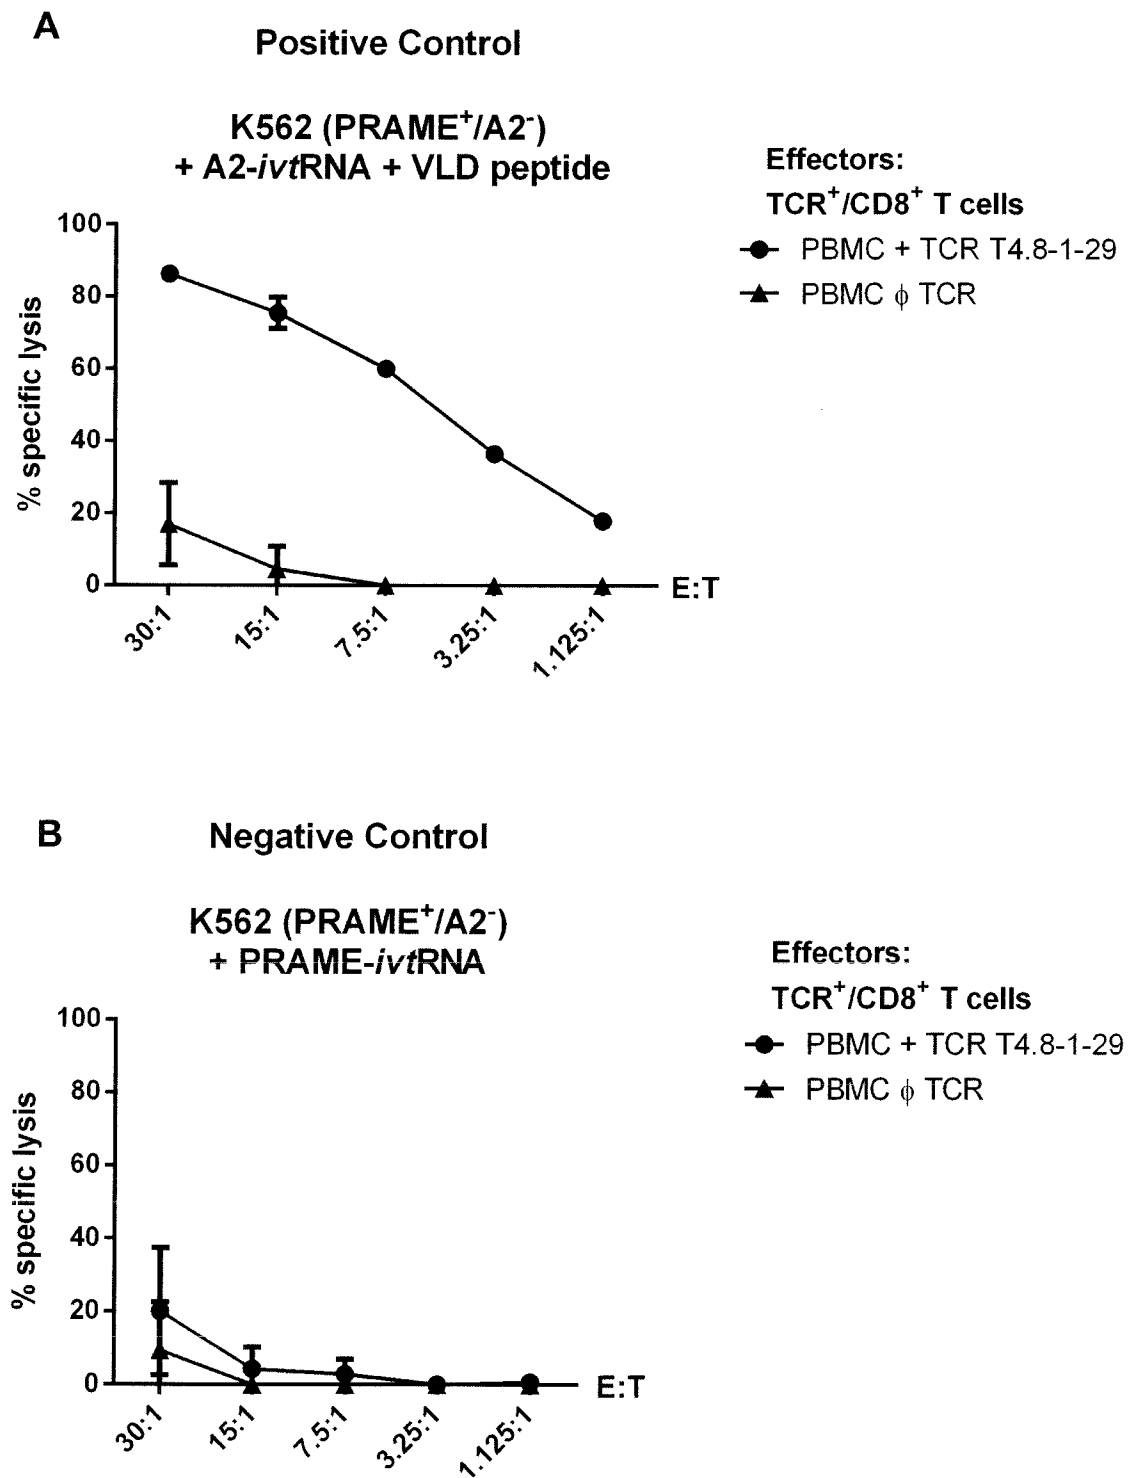 A
Positive Control
K562 (PRAME⁺/A2⁻)
+ A2-ivtRNA + VLD peptide
Effectors:
TCR⁺/CD8⁺ T cells
PBMC + TCR T4.8-1-29
PBMC ϕ TCR
% specific lysis
100
80
60
40
20
0
30:1
15:1
7.5:1
3.25:1
1.125:1
E:T
B
Negative Control
K562 (PRAME⁺/A2⁻)
+ PRAME-ivtRNA
Effectors:
TCR⁺/CD8⁺ T cells
PBMC + TCR T4.8-1-29
PBMC ϕ TCR
% specific lysis
100
80
60
40
20
0
30:1
15:1
7.5:1
3.25:1
1.125:1
E:T